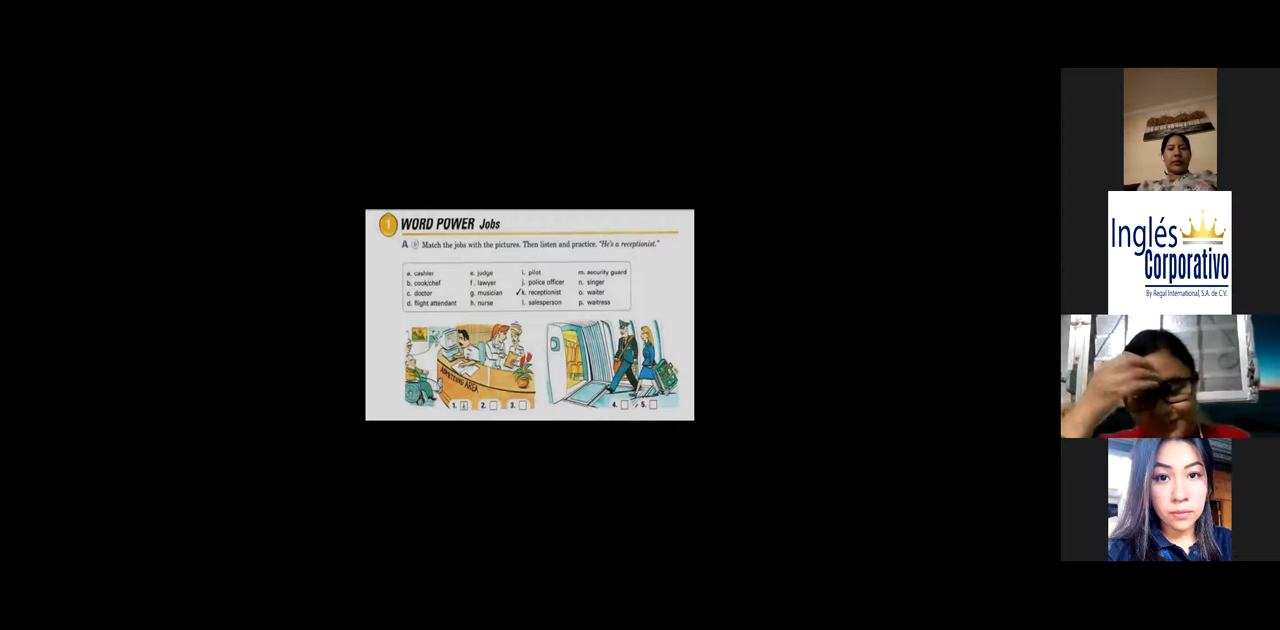 1 WORD POWER Jobs
A Match the jobs with the pictures. Then listen and practice. "He's a receptionist."
a. cashier e. judge i. pilot m. security guard
b. cook/chef f. lawyer j. police officer n. singer
c. doctor g. musician ✓k. receptionist o. waiter
d. flight attendant h. nurse l. salesperson p. waitress
ADMITTING AREA
1. k 2. 3. 4. 5.
Inglés
Corporativo
By Regal International, S.A. de C.V.